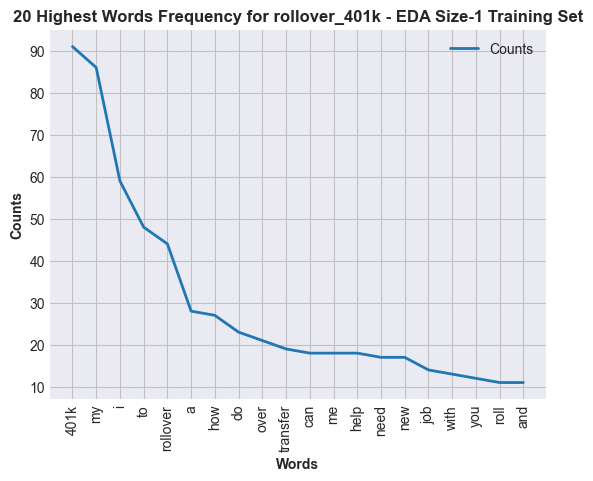 20 Highest Words Frequency for rollover_401k - EDA Size-1 Training Set
Counts
90
80
70
60
50
40
30
20
10
Counts
401k
my
i
to
rollover
a
how
do
over
transfer
can
me
help
need
new
job
with
you
roll
and
Words